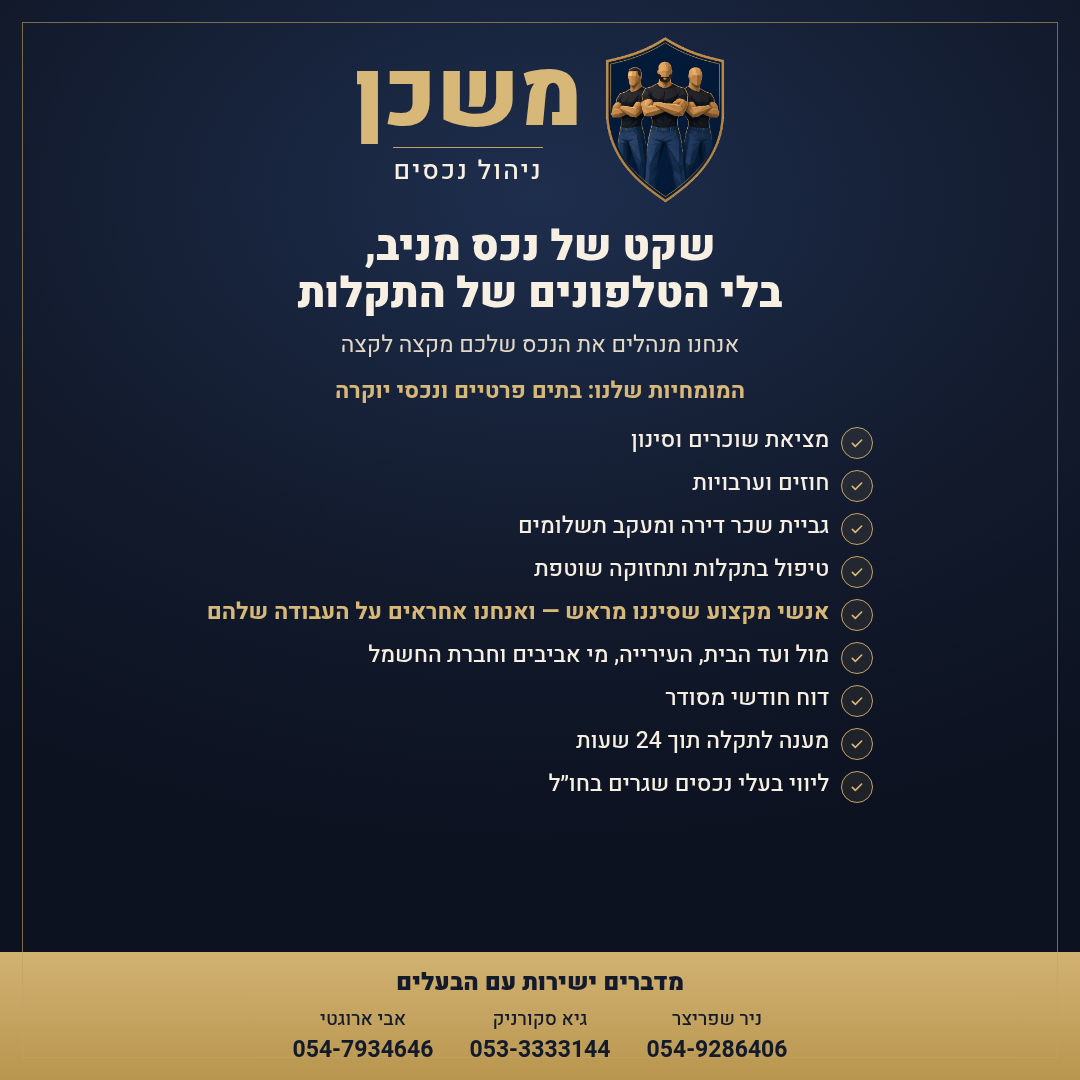 משכן
ניהול נכסים
שקט של נכס מניב,
בלי הטלפונים של התקלות
אנחנו מנהלים את הנכס שלכם מקצה לקצה
המומחיות שלנו: בתים פרטיים ונכסי יוקרה
מציאת שוכרים וסינון
חוזים וערבויות
גביית שכר דירה ומעקב תשלומים
טיפול בתקלות ותחזוקה שוטפת
אנשי מקצוע שסיננו מראש — ואנחנו אחראים על העבודה שלהם
מול ועד הבית, העירייה, מי אביבים וחברת החשמל
דוח חודשי מסודר
מענה לתקלה תוך 24 שעות
ליווי בעלי נכסים שגרים בחו״ל
מדברים ישירות עם הבעלים
ניר שפריצר
054-9286406
גיא סקורניק
053-3333144
אבי ארוגטי
054-7934646